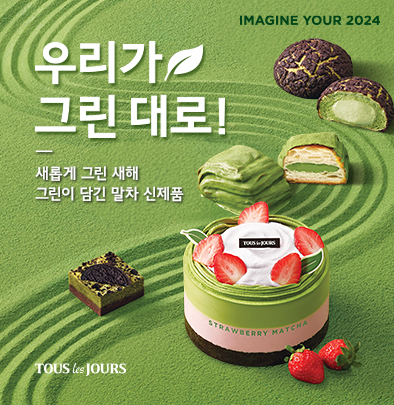 IMAGINE YOUR 2024
우리가
그린 대로!
새롭게 그린 새해
그린이 담긴 말차 신제품
TOUS les JOURS
STRAWBERRY MATCHA
TOUS les JOURS